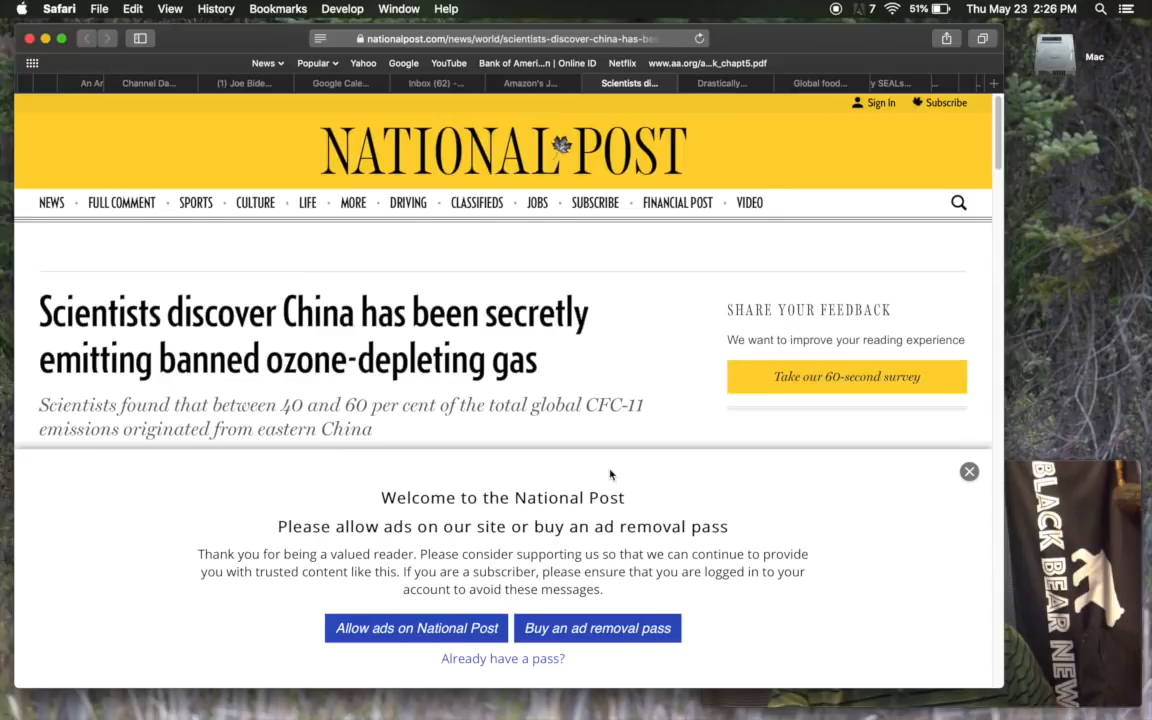 Safari File Edit View History Bookmarks Develop Window Help 7 51% Thu May 23 2:26 PM
nationalpost.com/news/world/scientists-discover-china-has-be
News Popular Yahoo Google YouTube Bank of Ameri...n | Online ID Netflix www.aa.org/a...k_chapt5.pdf
An Ar Channel Da... (1) Joe Bide... Google Cale... Inbox (62) -... Amazon's J... Scientists di... Drastically... Global food... y SEALs...
Mac
Sign In Subscribe
NATIONAL POST
NEWS FULL COMMENT SPORTS CULTURE LIFE MORE DRIVING CLASSIFIEDS JOBS SUBSCRIBE FINANCIAL POST VIDEO
Scientists discover China has been secretly
emitting banned ozone-depleting gas
Scientists found that between 40 and 60 per cent of the total global CFC-11
emissions originated from eastern China
SHARE YOUR FEEDBACK
We want to improve your reading experience
Take our 60-second survey
Welcome to the National Post
Please allow ads on our site or buy an ad removal pass
Thank you for being a valued reader. Please consider supporting us so that we can continue to provide
you with trusted content like this. If you are a subscriber, please ensure that you are logged in to your
account to avoid these messages.
Allow ads on National Post Buy an ad removal pass
Already have a pass?
BLACK BEAR NEW